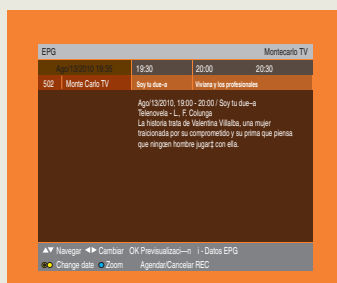 EPG Montecarlo TV
Ago/13/2010 18:36 19:30 20:00 20:30
502 Monte Carlo TV Soy tu due–a Viviana y los profesionales
Ago/13/2010, 19:00 - 20:00 / Soy tu due–a
Telenovela - L., F. Colunga
La historia trata de Valentina Villalba, una mujer
traicionada por su comprometido y su prima que piensa
que ningœn hombre jugar‡ con ella.
▲▼ Navegar ◄► Cambiar OK Previsualizaci—n i - Datos EPG
Change date Zoom Agendar/Cancelar REC